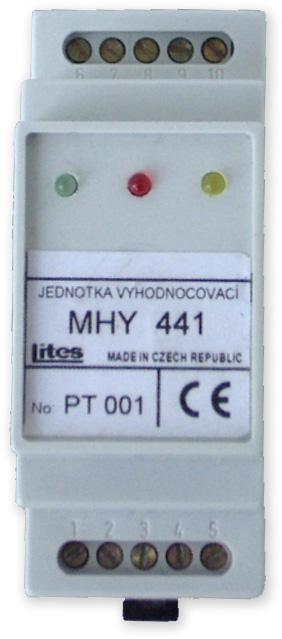 6 7 8 9 10
JEDNOTKA VYHODNOCOVACÍ
MHY 441
Lites MADE IN CZECH REPUBLIC
No: PT 001 CE
1 2 3 4 5